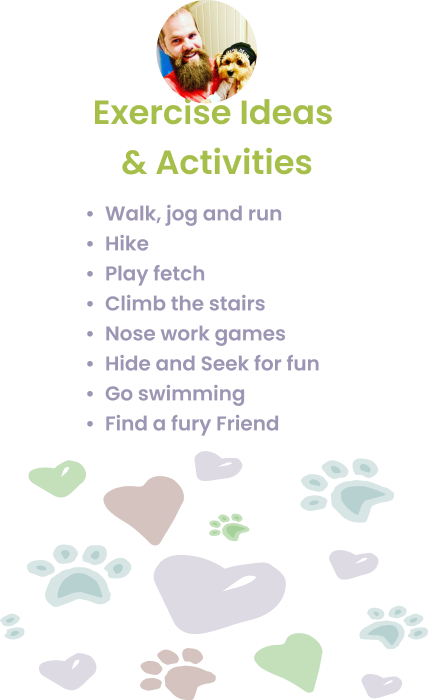 Exercise Ideas
& Activities
• Walk, jog and run
• Hike
• Play fetch
• Climb the stairs
• Nose work games
• Hide and Seek for fun
• Go swimming
• Find a fury Friend